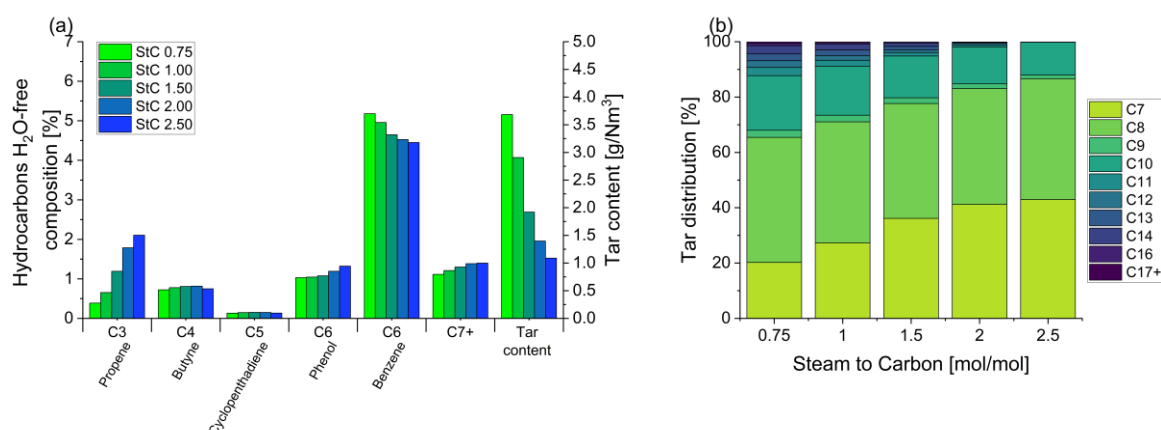 (a)
Hydrocarbons H₂O-free
composition [%]
7
6
5
4
3
2
1
0
StC 0.75
StC 1.00
StC 1.50
StC 2.00
StC 2.50
5.0
4.5
4.0
3.5
3.0
2.5
2.0
1.5
1.0
0.5
0.0
Tar content [g/Nm³]
C3
C4
C5
C6
C6
C7+
Tar
content
Propene
Butyne
Cyclopenthadiene
Phenol
Benzene
(b)
Tar distribution [%]
100
80
60
40
20
0
0.75
1
1.5
2
2.5
Steam to Carbon [mol/mol]
C7
C8
C9
C10
C11
C12
C13
C14
C16
C17+